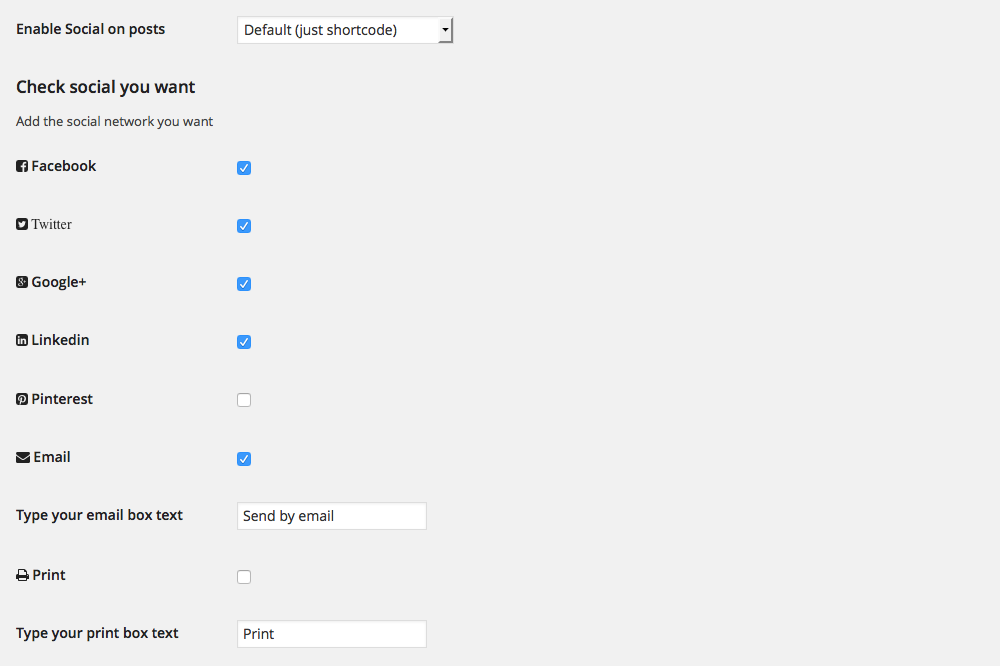 Enable Social on posts Default (just shortcode)
Check social you want
Add the social network you want
Facebook
Twitter
Google+
Linkedin
Pinterest
Email
Type your email box text Send by email
Print
Type your print box text Print